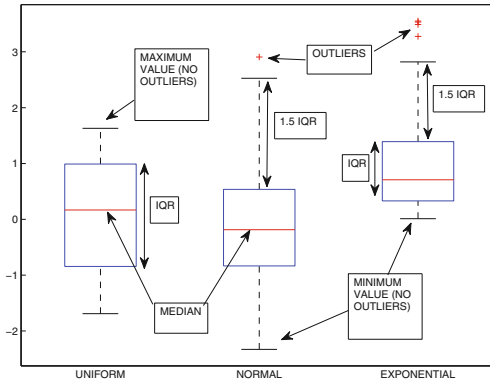 MAXIMUM
VALUE (NO
OUTLIERS)
OUTLIERS
3
2
1
0
−1
−2
1.5 IQR
1.5 IQR
IQR
IQR
MEDIAN
MINIMUM
VALUE (NO
OUTLIERS)
UNIFORM
NORMAL
EXPONENTIAL